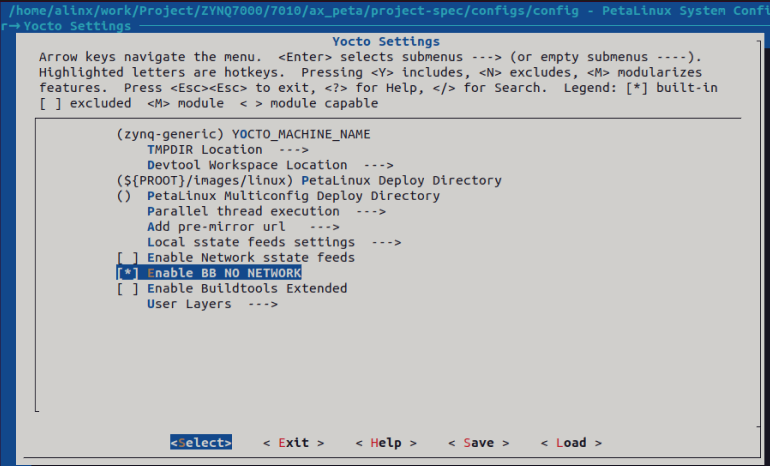 /home/alinx/work/Project/ZYNQ7000/7010/ax_peta/project-spec/configs/config - PetaLinux System Confi
r→ Yocto Settings
Yocto Settings
Arrow keys navigate the menu.  <Enter> selects submenus ---> (or empty submenus ----).
Highlighted letters are hotkeys.  Pressing <Y> includes, <N> excludes, <M> modularizes
features.  Press <Esc><Esc> to exit, <?> for Help, </> for Search.  Legend: [*] built-in
[ ] excluded  <M> module  < > module capable
(zynq-generic) YOCTO_MACHINE_NAME
TMPDIR Location  --->
Devtool Workspace Location  --->
(${PROOT}/images/linux) PetaLinux Deploy Directory
()  PetaLinux Multiconfig Deploy Directory
Parallel thread execution  --->
Add pre-mirror url   --->
Local sstate feeds settings  --->
[ ] Enable Network sstate feeds
[*] Enable BB NO NETWORK
[ ] Enable Buildtools Extended
User Layers  --->
<Select>    < Exit >    < Help >    < Save >    < Load >